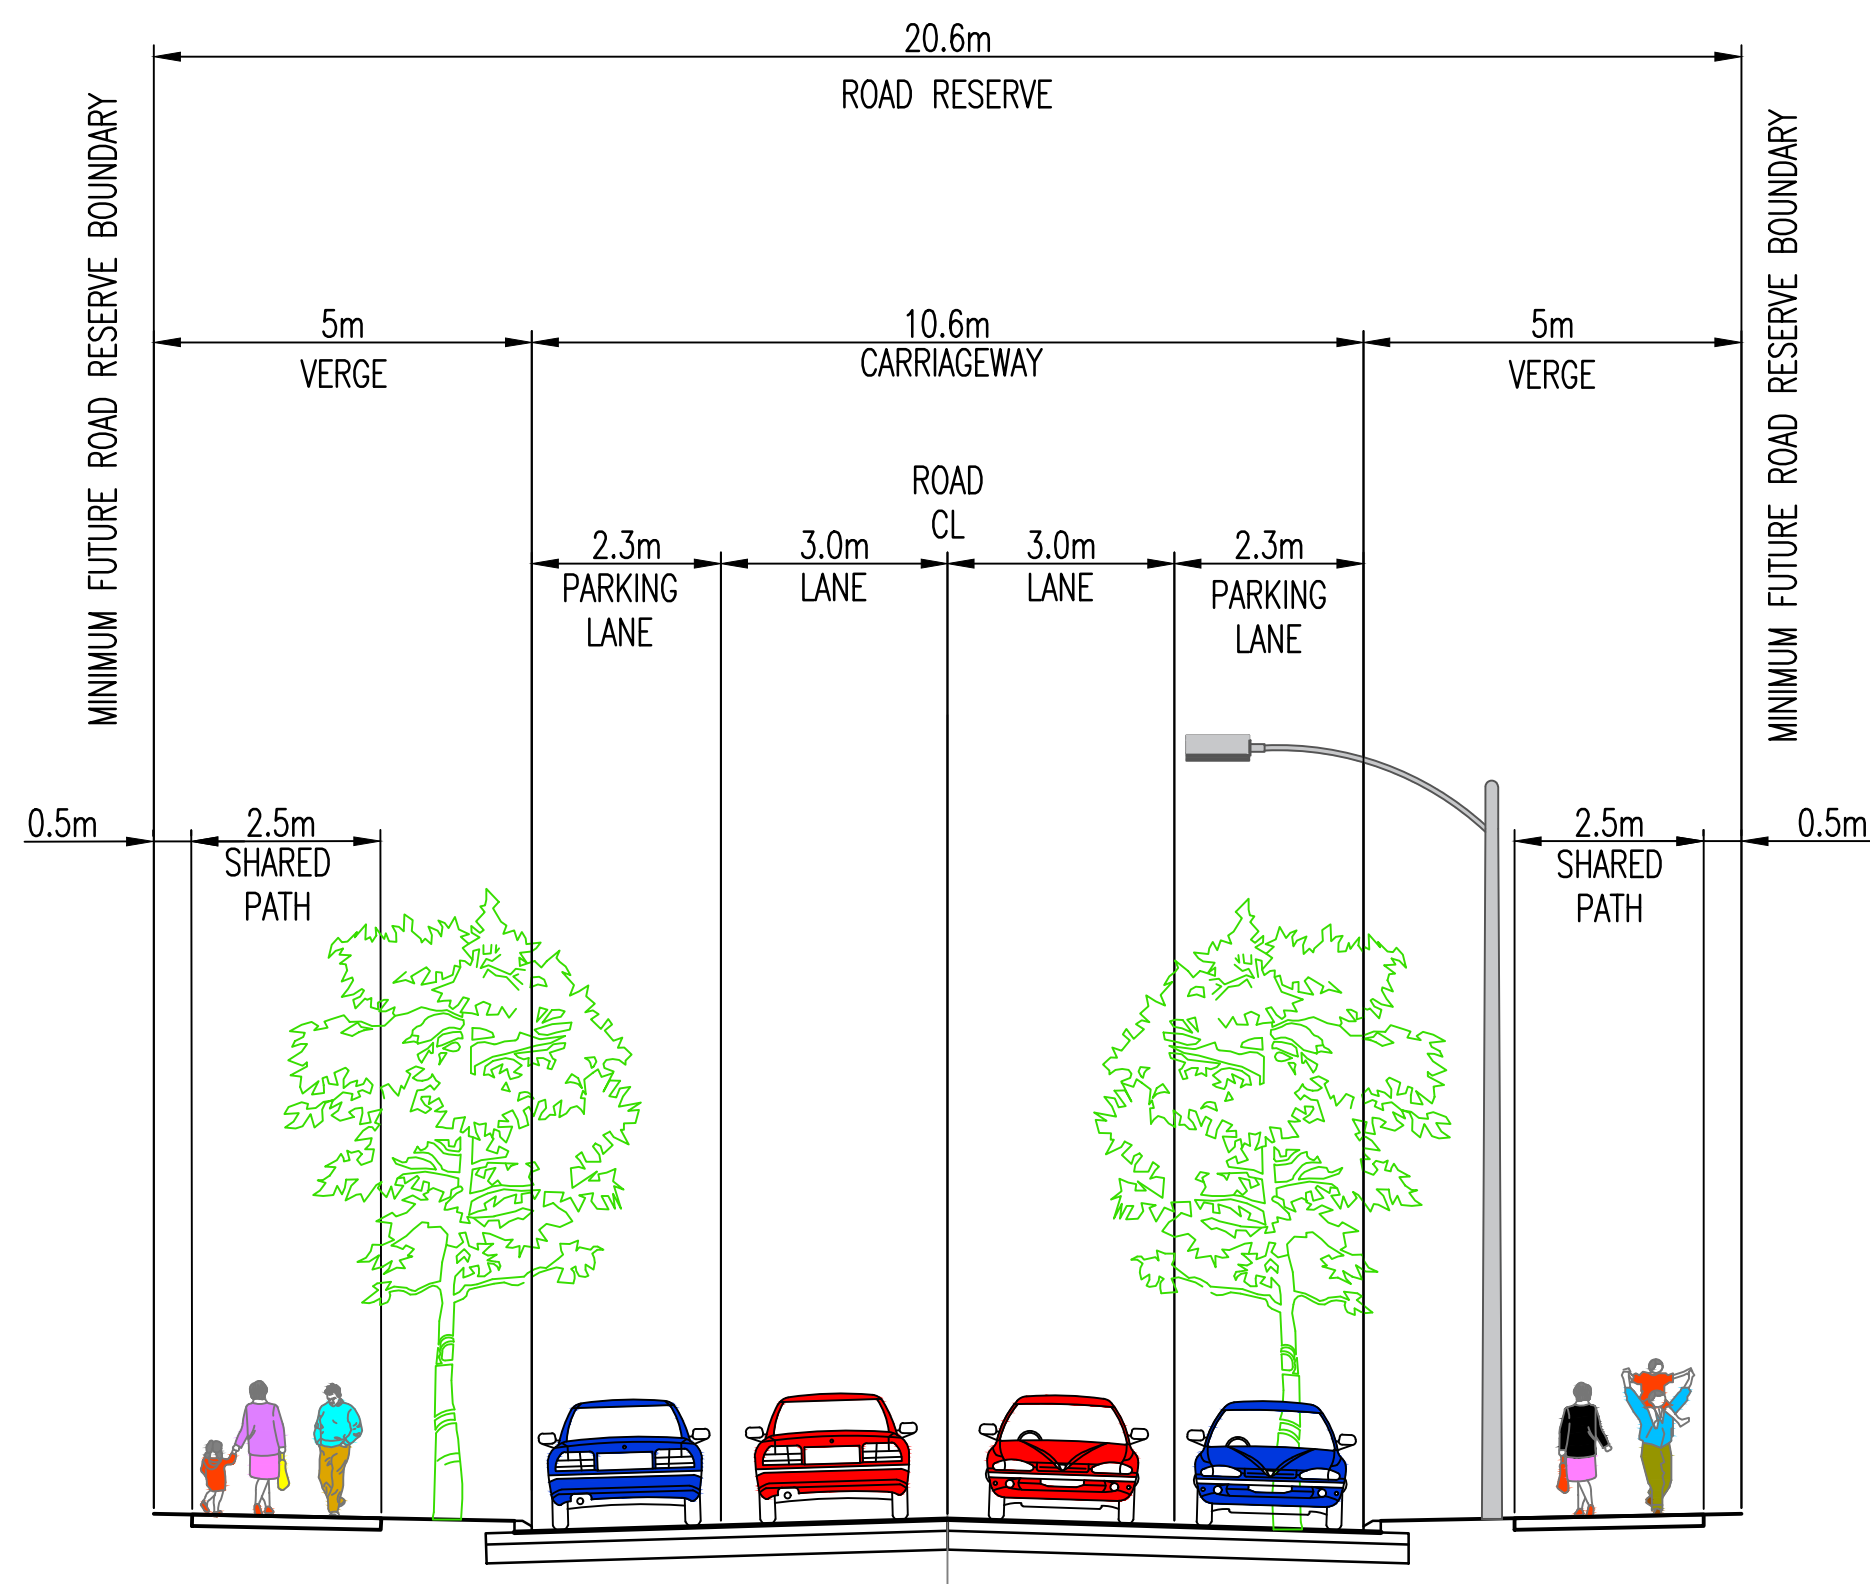 20.6m
ROAD RESERVE
MINIMUM FUTURE ROAD RESERVE BOUNDARY
MINIMUM FUTURE ROAD RESERVE BOUNDARY
5m
VERGE
10.6m
CARRIAGEWAY
5m
VERGE
ROAD
CL
2.3m
PARKING
LANE
3.0m
LANE
3.0m
LANE
2.3m
PARKING
LANE
0.5m
2.5m
SHARED
PATH
2.5m
SHARED
PATH
0.5m